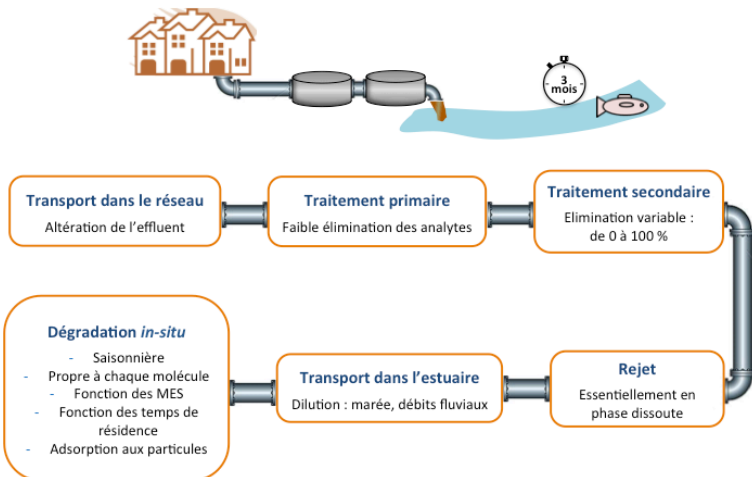 3
mois
Transport dans le réseau
Altération de l'effluent
Traitement primaire
Faible élimination des analytes
Traitement secondaire
Elimination variable :
de 0 à 100 %
Dégradation in-situ
- Saisonnière
- Propre à chaque molécule
- Fonction des MES
- Fonction des temps de
résidence
- Adsorption aux particules
Transport dans l'estuaire
Dilution : marée, débits fluviaux
Rejet
Essentiellement en
phase dissoute